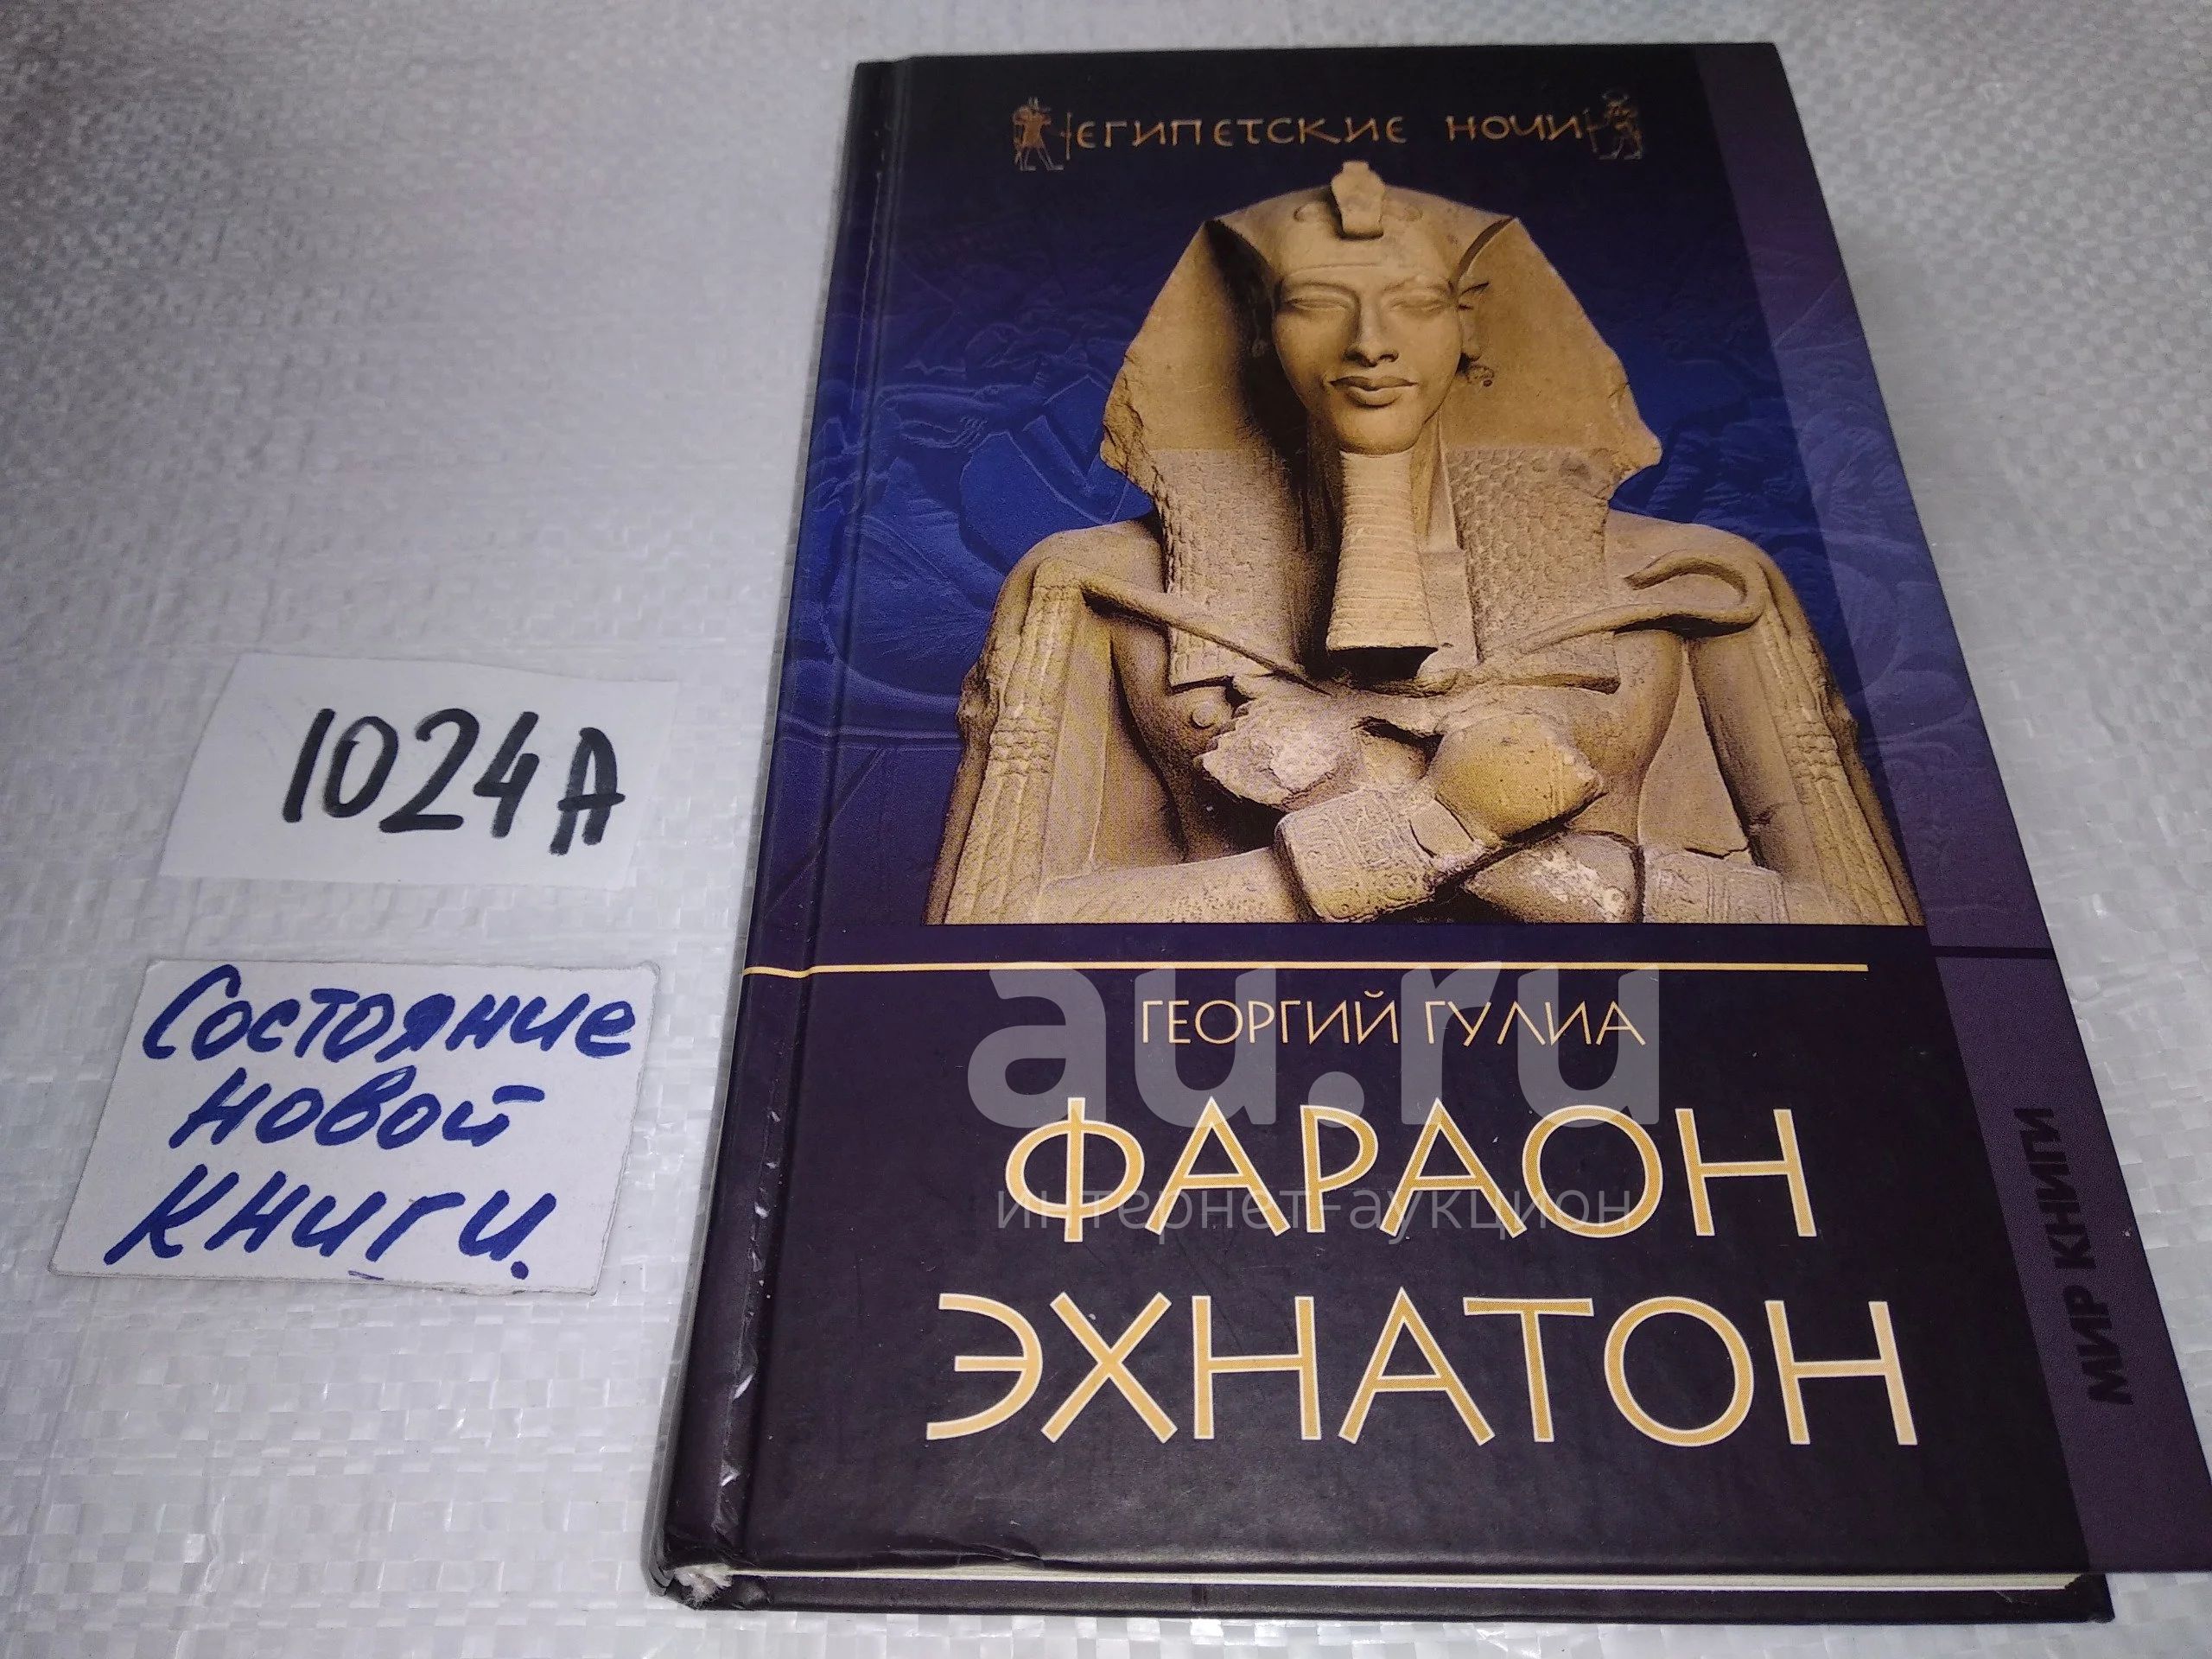 ЕГИПЕТСКИЕ НОЧИ
1024А
Состояние
новой
книги.
ГЕОРГИЙ ГУЛИА
ФАРАОН
ЭХНАТОН
МИР КНИГИ
au.ru
интернет-аукцион